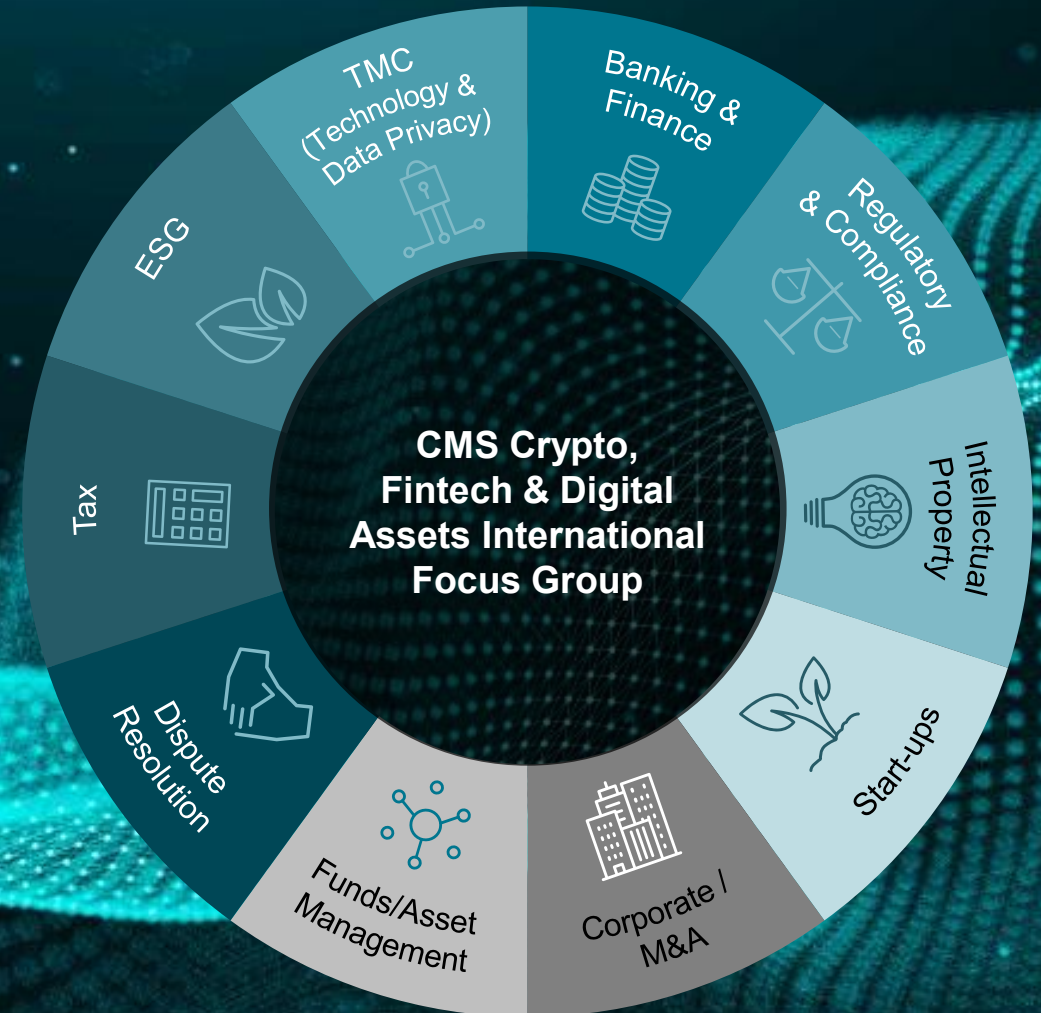 TMC
(Technology &
Data Privacy)
Banking &
Finance
Regulatory
& Compliance
Intellectual
Property
Start-ups
Corporate /
M&A
Funds/Asset
Management
Dispute
Resolution
Tax
ESG
CMS Crypto,
Fintech & Digital
Assets International
Focus Group